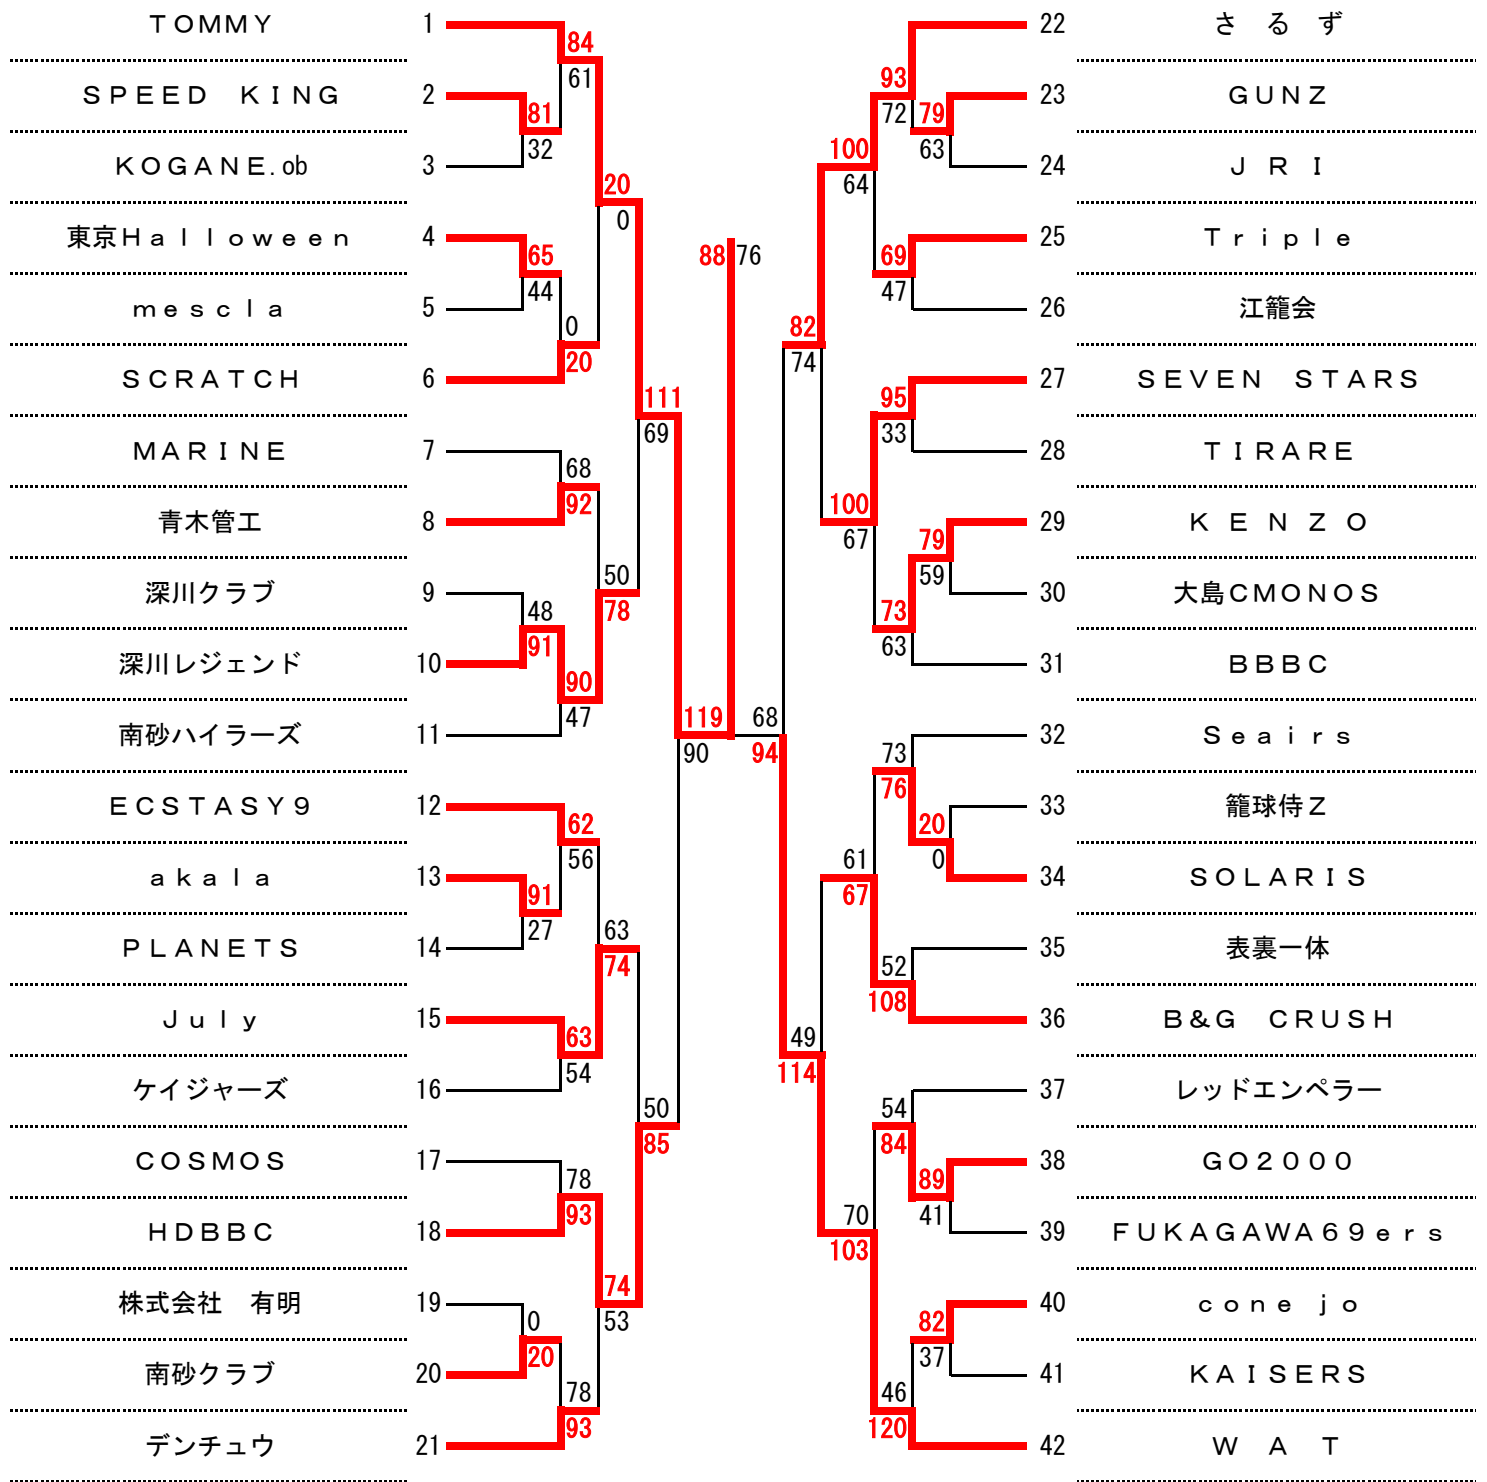 TOMMY 1
84
61
SPEED KING 2
81
32
KOGANE.ob 3
20
0
東京Halloween 4
65
44
mescla 5
0
20
SCRATCH 6
111
69
MARINE 7
68
92
青木管工 8
50
78
深川クラブ 9
48
91
深川レジェンド 10
90
47
南砂ハイラーズ 11
119
90
ECSTASY9 12
62
56
akala 13
91
27
PLANETS 14
63
74
July 15
63
54
ケイジャーズ 16
50
85
COSMOS 17
78
93
HDBBC 18
74
53
株式会社 有明 19
0
20
南砂クラブ 20
78
93
デンチュウ 21
88 76
22 さるず
93
72
23 GUNZ
79
63
24 JRI
100
64
25 Triple
69
47
26 江籠会
82
74
27 SEVEN STARS
95
33
28 TIRARE
100
67
29 KENZO
79
59
30 大島CMONOS
73
63
31 BBBC
68
94
32 Seairs
73
76
33 籠球侍Z
20
0
34 SOLARIS
61
67
35 表裏一体
52
108
36 B&G CRUSH
49
114
37 レッドエンペラー
54
84
38 GO2000
89
41
39 FUKAGAWA69ers
70
103
40 conejo
82
37
41 KAISERS
46
120
42 WAT